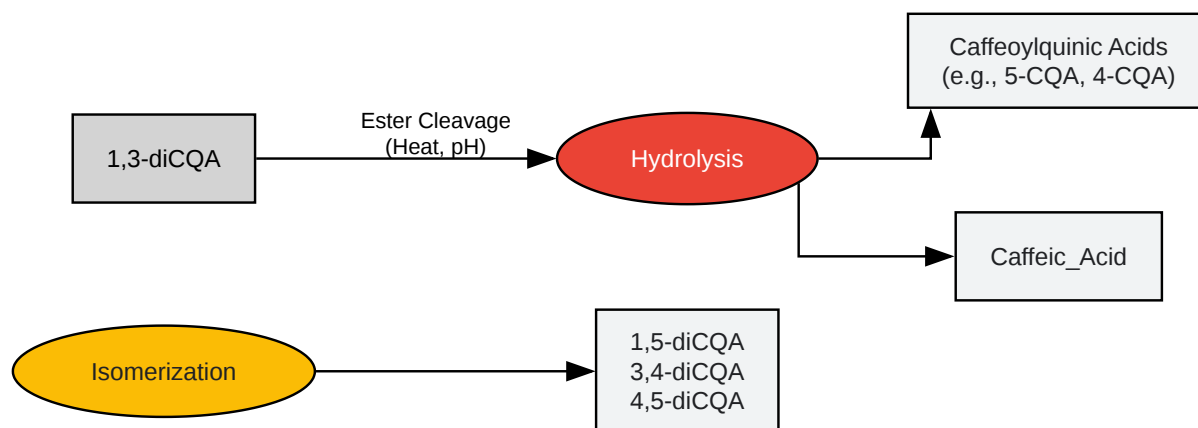 Caffeoylquinic Acids
(e.g., 5-CQA, 4-CQA)
Ester Cleavage
(Heat, pH)
1,3-diCQA
Hydrolysis
Caffeic_Acid
Isomerization
1,5-diCQA
3,4-diCQA
4,5-diCQA